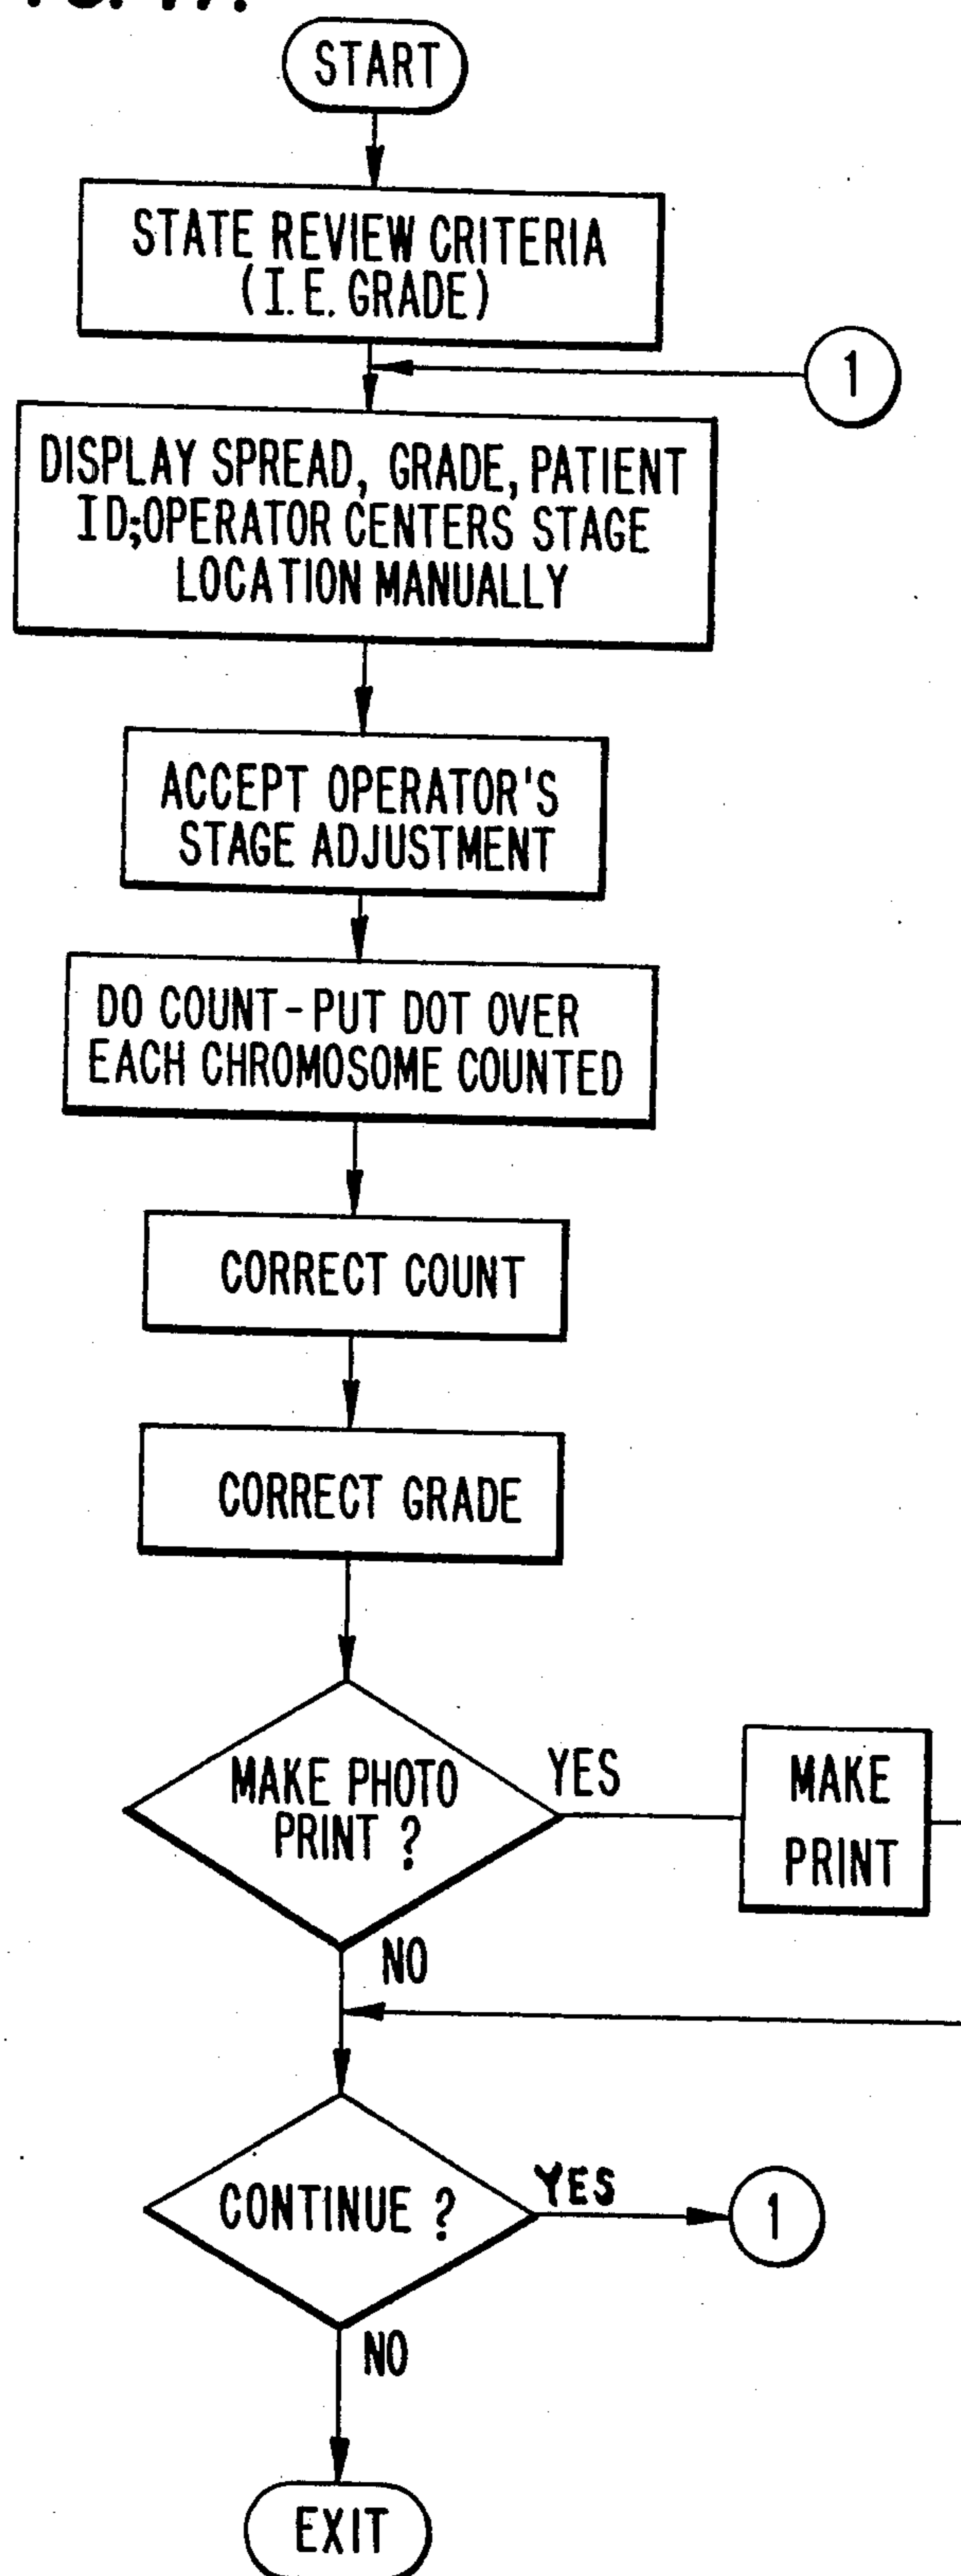 START
STATE REVIEW CRITERIA
(I.E. GRADE)
1
DISPLAY SPREAD, GRADE, PATIENT
ID;OPERATOR CENTERS STAGE
LOCATION MANUALLY
ACCEPT OPERATOR'S
STAGE ADJUSTMENT
DO COUNT-PUT DOT OVER
EACH CHROMOSOME COUNTED
CORRECT COUNT
CORRECT GRADE
MAKE PHOTO
PRINT ?
YES
MAKE
PRINT
NO
CONTINUE ?
YES
1
NO
EXIT